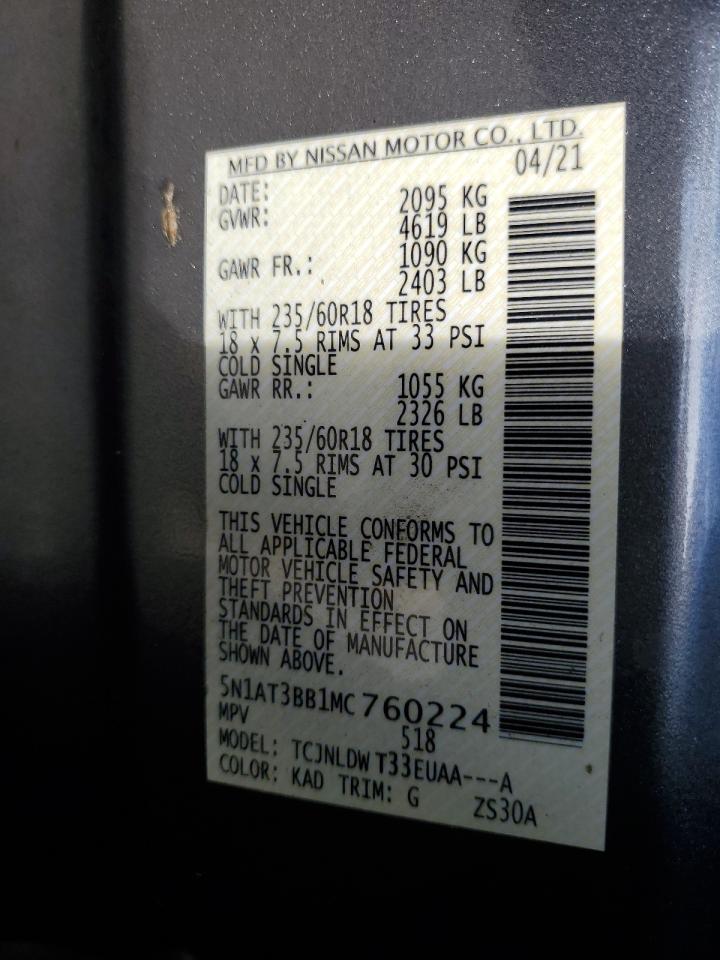 MFD BY NISSAN MOTOR CO., LTD.
DATE: 04/21
GVWR: 2095 KG
4619 LB
GAWR FR.: 1090 KG
2403 LB
WITH 235/60R18 TIRES
18 x 7.5 RIMS AT 33 PSI
COLD SINGLE
GAWR RR.: 1055 KG
2326 LB
WITH 235/60R18 TIRES
18 x 7.5 RIMS AT 30 PSI
COLD SINGLE
THIS VEHICLE CONFORMS TO
ALL APPLICABLE FEDERAL
MOTOR VEHICLE SAFETY AND
THEFT PREVENTION
STANDARDS IN EFFECT ON
THE DATE OF MANUFACTURE
SHOWN ABOVE.
5N1AT3BB1MC760224
MPV 518
MODEL: TCJNLDWT33EUAA---A
COLOR: KAD TRIM: G ZS30A